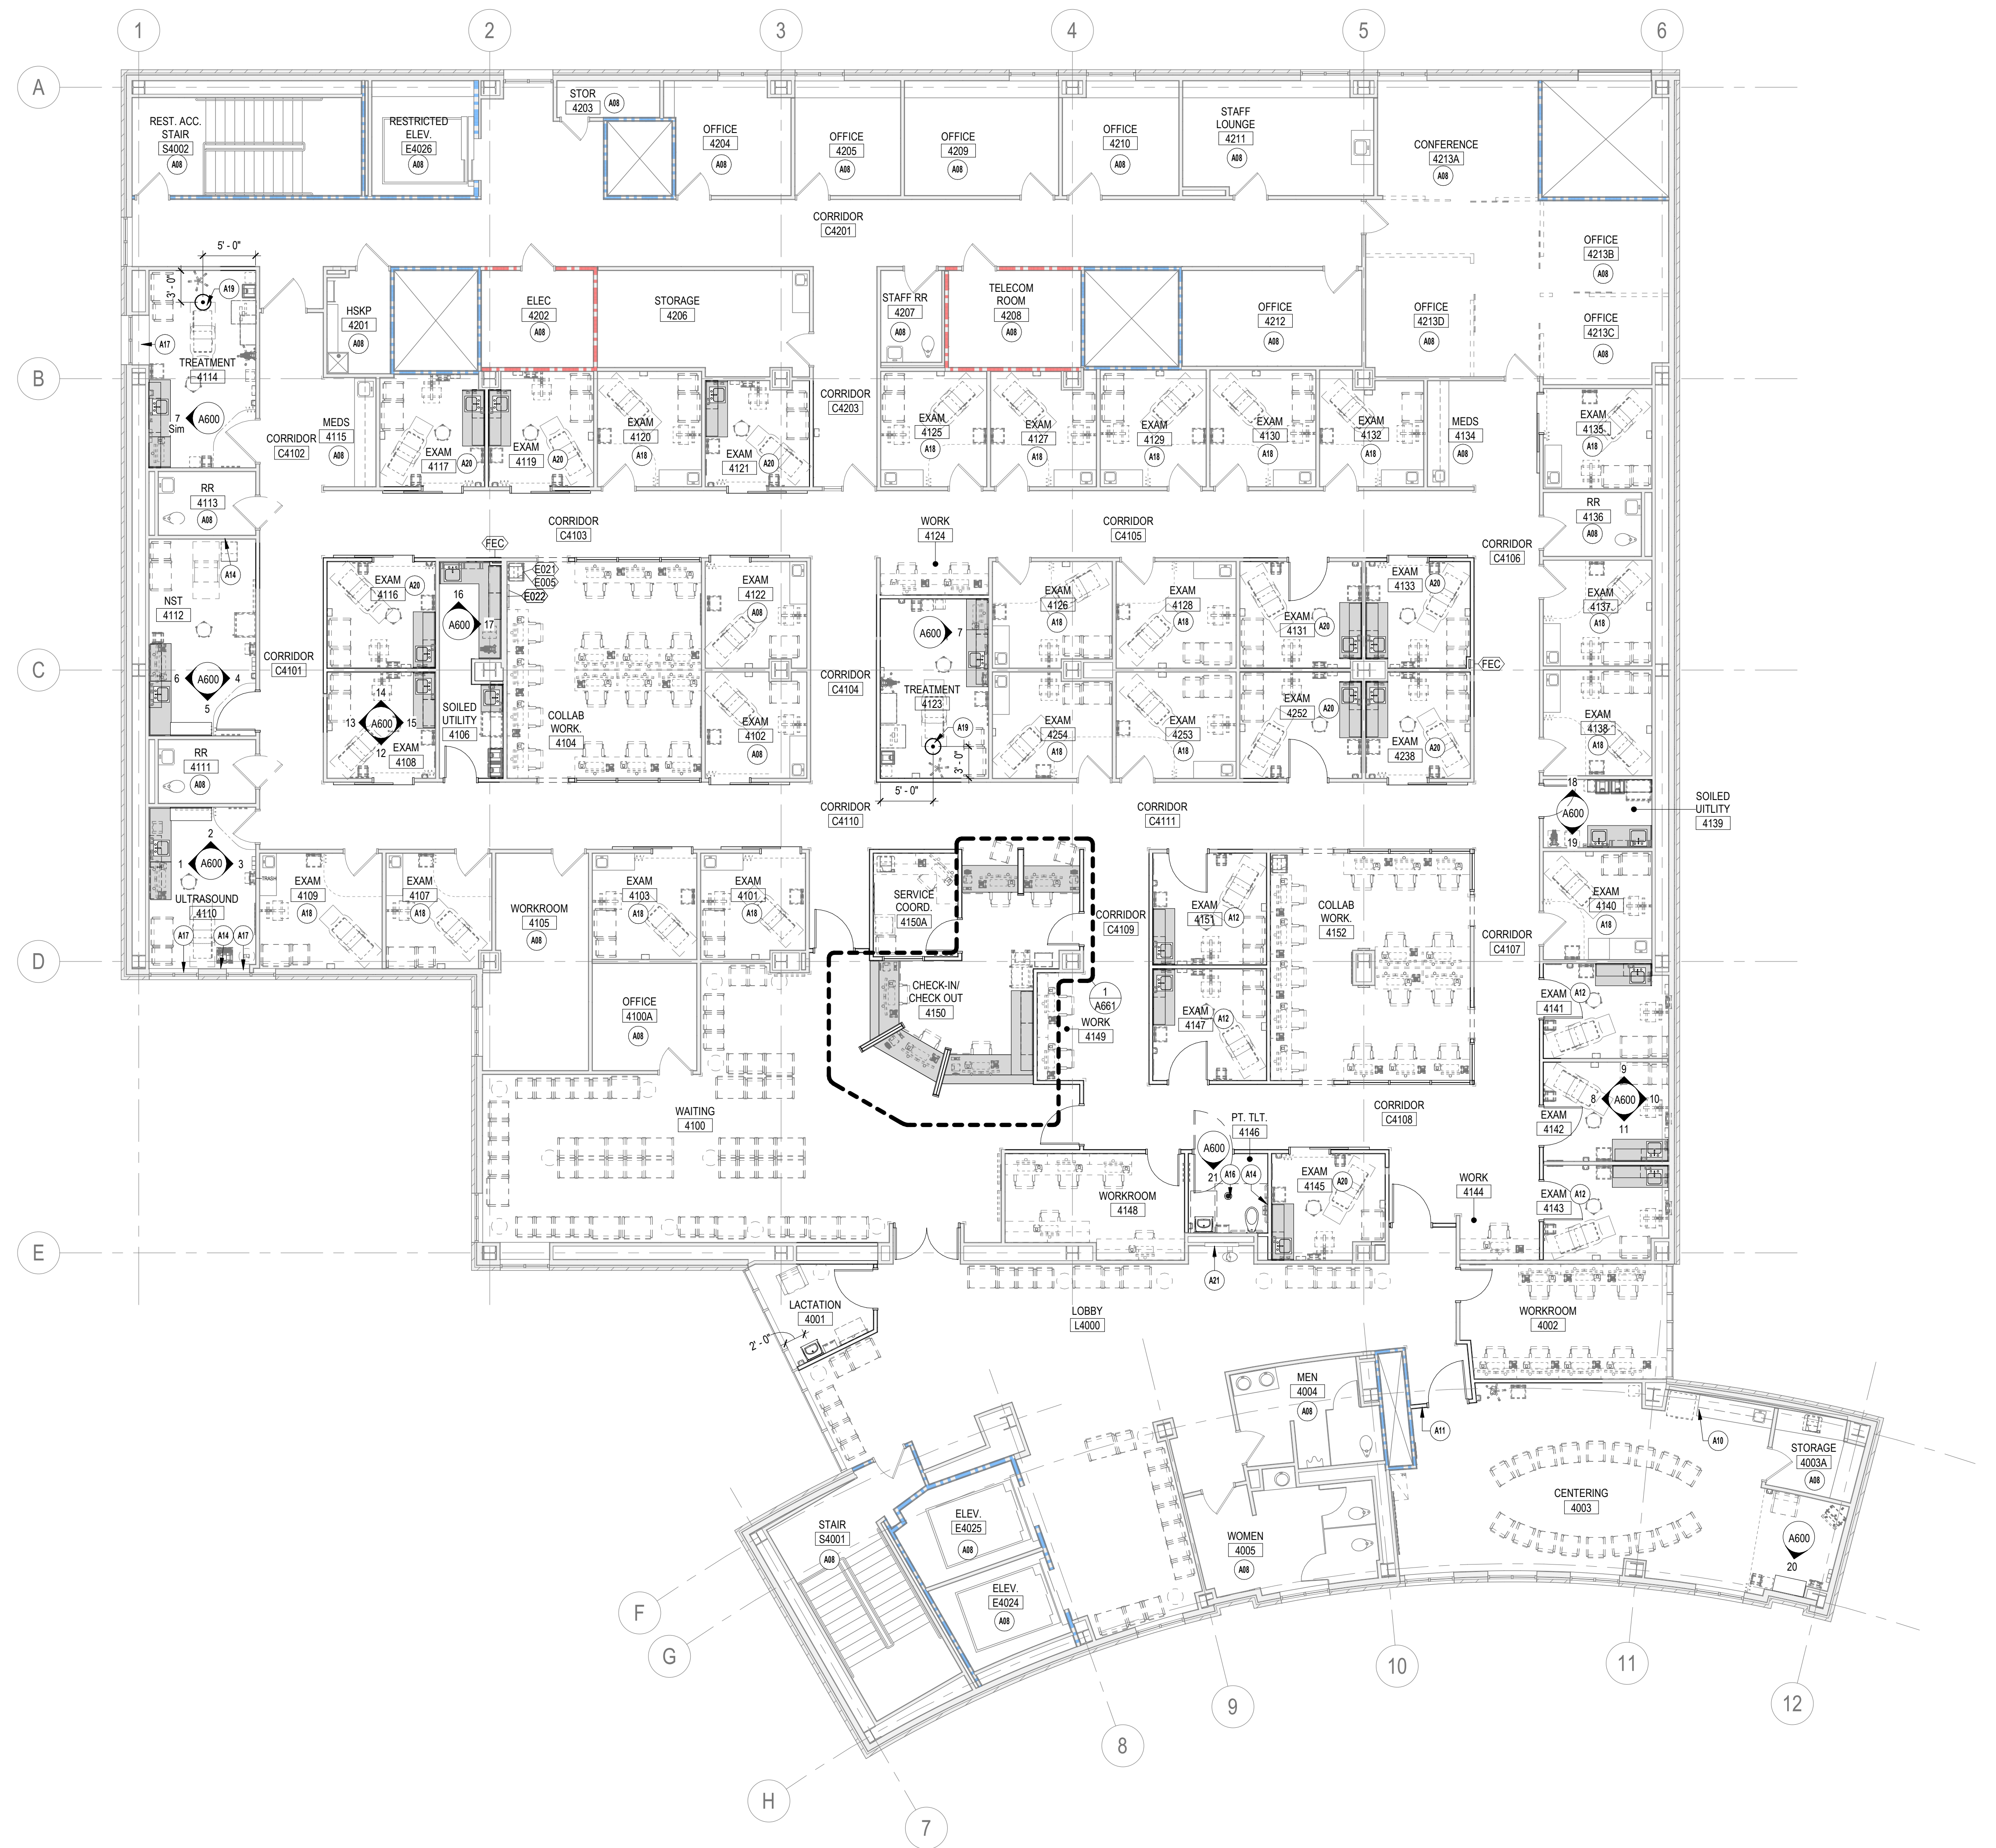 1
2
3
4
5
6
A
REST. ACC.
STAIR
S4002
A08
RESTRICTED
ELEV.
E4026
A08
STOR
4203
A08
OFFICE
4204
A08
OFFICE
4205
A08
OFFICE
4209
A08
OFFICE
4210
A08
STAFF
LOUNGE
4211
A08
CONFERENCE
4213A
A08
CORRIDOR
C4201
OFFICE
4213B
A08
5' - 0"
3' - 0"
A19
A17
TREATMENT
4114
HSKP
4201
A08
ELEC
4202
A08
STORAGE
4206
STAFF RR
4207
A08
TELECOM
ROOM
4208
A08
OFFICE
4212
A08
OFFICE
4213D
A08
OFFICE
4213C
A08
B
7
Sim
A600
CORRIDOR
C4102
MEDS
4115
A08
EXAM
4117
A20
EXAM
4119
A20
EXAM
4120
A18
EXAM
4121
A20
CORRIDOR
C4203
EXAM
4125
A18
EXAM
4127
A18
EXAM
4129
A18
EXAM
4130
A18
EXAM
4132
A18
MEDS
4134
A08
EXAM
4135
A18
RR
4113
A08
CORRIDOR
C4103
FEC
WORK
4124
CORRIDOR
C4105
CORRIDOR
C4106
RR
4136
A08
A14
NST
4112
EXAM
4116
A20
16
A600
17
E021
E005
E022
EXAM
4122
A08
A600
7
EXAM
4126
A18
EXAM
4128
A18
EXAM
4131
A20
EXAM
4133
A20
EXAM
4137
A18
C
CORRIDOR
C4101
6
A600
4
5
14
13
A600
15
12
EXAM
4108
SOILED
UTILITY
4106
COLLAB
WORK.
4104
EXAM
4102
A08
CORRIDOR
C4104
TREATMENT
4123
A19
3' - 0"
5' - 0"
EXAM
4254
A18
EXAM
4253
A18
EXAM
4252
A20
EXAM
4238
A20
FEC
EXAM
4138
A18
RR
4111
A08
CORRIDOR
C4110
CORRIDOR
C4111
18
A600
19
SOILED
UITLITY
4139
2
1
A600
3
ULTRASOUND
4110
A17
A14
A17
TRASH
EXAM
4109
A18
EXAM
4107
A18
WORKROOM
4105
A08
EXAM
4103
A18
EXAM
4101
A18
SERVICE
COORD.
4150A
CORRIDOR
C4109
EXAM
4151
A12
COLLAB
WORK.
4152
CORRIDOR
C4107
EXAM
4140
A18
D
OFFICE
4100A
A08
CHECK-IN/
CHECK OUT
4150
1
A661
WORK
4149
EXAM
4147
A12
EXAM
4141
A12
WAITING
4100
CORRIDOR
C4108
9
8
A600
10
11
EXAM
4142
PT. TLT.
4146
A600
21
A16
A14
WORKROOM
4148
EXAM
4145
A20
WORK
4144
EXAM
4143
A12
E
A21
LACTATION
4001
2' - 0"
LOBBY
L4000
WORKROOM
4002
MEN
4004
A08
A11
A10
STORAGE
4003A
A08
CENTERING
4003
A600
20
STAIR
S4001
A08
ELEV.
E4025
A08
ELEV.
E4024
A08
WOMEN
4005
A08
F
G
H
7
8
9
10
11
12